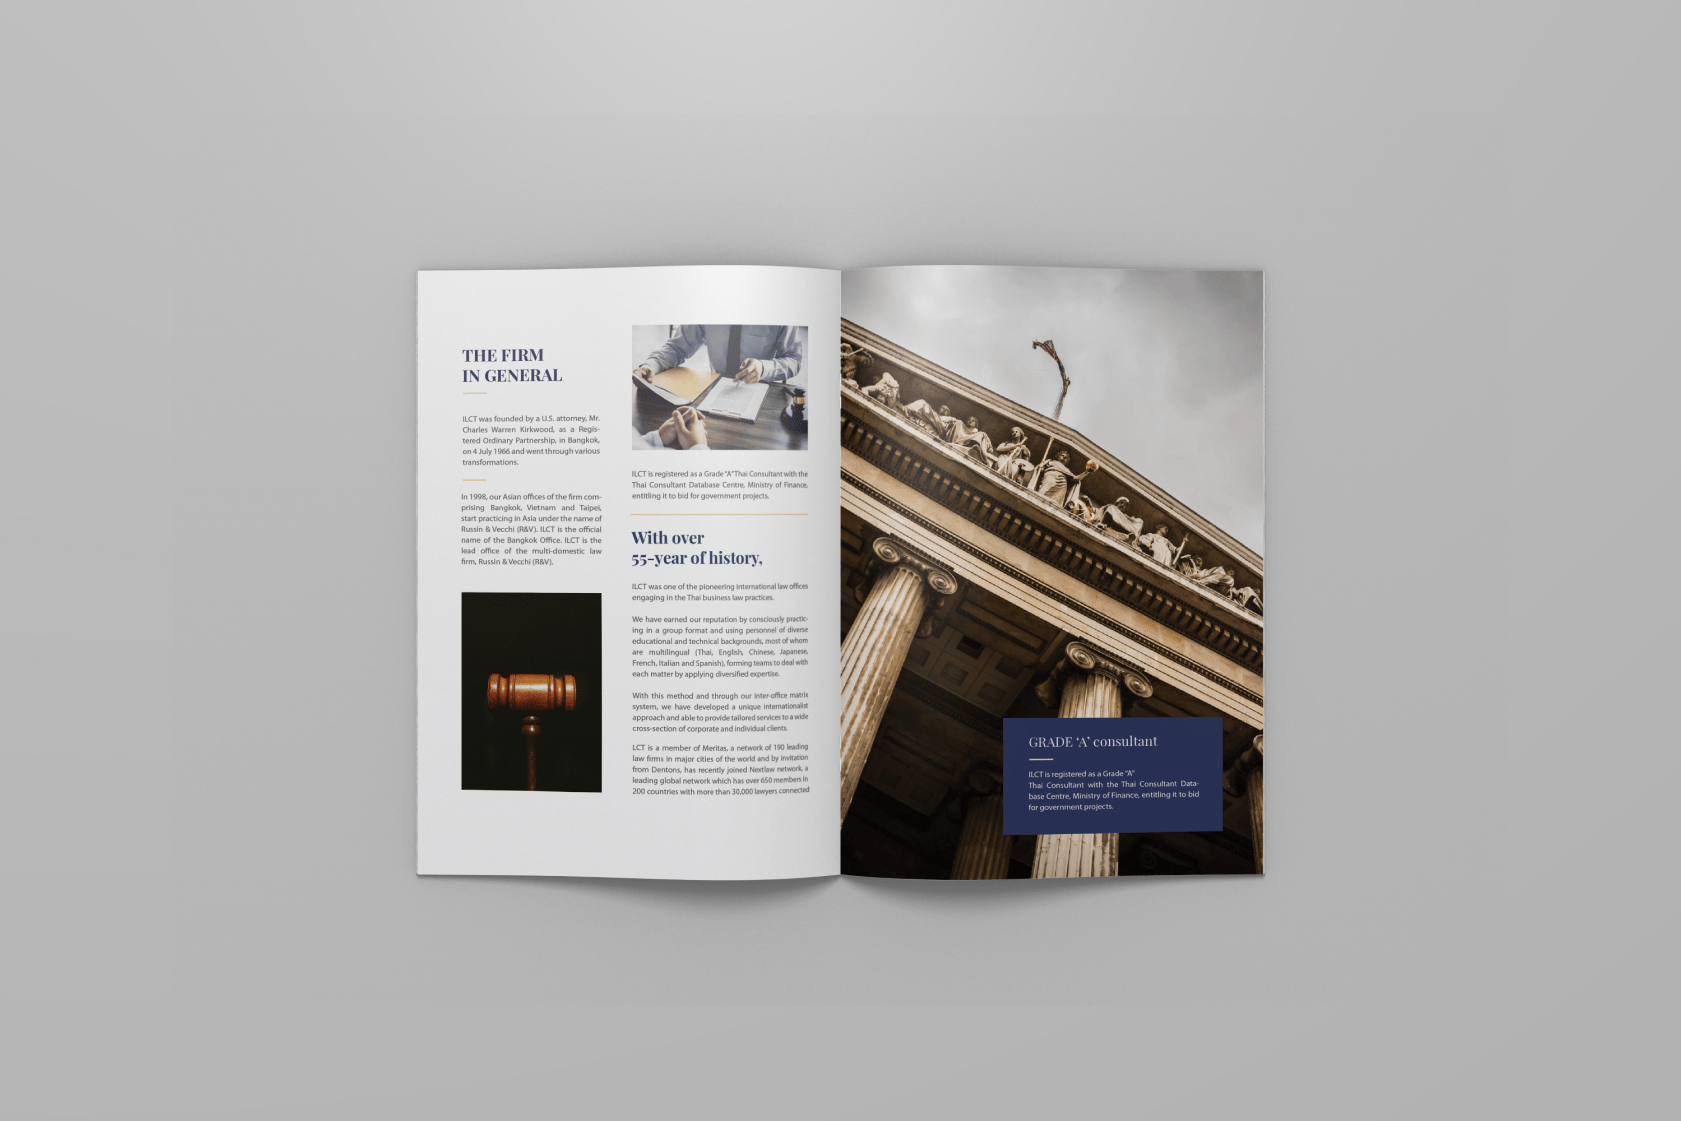 THE FIRM
IN GENERAL
ILCT was founded by a U.S. attorney, Mr.
Charles Warren Kirkwood, as a Regis-
tered Ordinary Partnership, in Bangkok,
on 4 July 1966 and went through various
transformations.
In 1998, our Asian offices of the firm com-
prising Bangkok, Vietnam and Taipei,
start practicing in Asia under the name of
Russin & Vecchi (R&V). ILCT is the official
name of the Bangkok Office. ILCT is the
lead office of the multi-domestic law
firm, Russin & Vecchi (R&V).
ILCT is registered as a Grade "A" Thai Consultant with the
Thai Consultant Database Centre, Ministry of Finance,
entitling it to bid for government projects.
With over
55-year of history,
ILCT was one of the pioneering international law offices
engaging in the Thai business law practices.
We have earned our reputation by consciously practic-
ing in a group format and using personnel of diverse
educational and technical backgrounds, most of whom
are multilingual (Thai, English, Chinese, Japanese,
French, Italian and Spanish), forming teams to deal with
each matter by applying diversified expertise.
With this method and through our inter-office matrix
system, we have developed a unique internationalist
approach and able to provide tailored services to a wide
cross-section of corporate and individual clients.
LCT is a member of Meritas, a network of 190 leading
law firms in major cities of the world and by invitation
from Dentons, has recently joined Nextlaw network, a
leading global network which has over 650 members in
200 countries with more than 30,000 lawyers connected
GRADE 'A' consultant
ILCT is registered as a Grade "A"
Thai Consultant with the Thai Consultant Data-
base Centre, Ministry of Finance, entitling it to bid
for government projects.